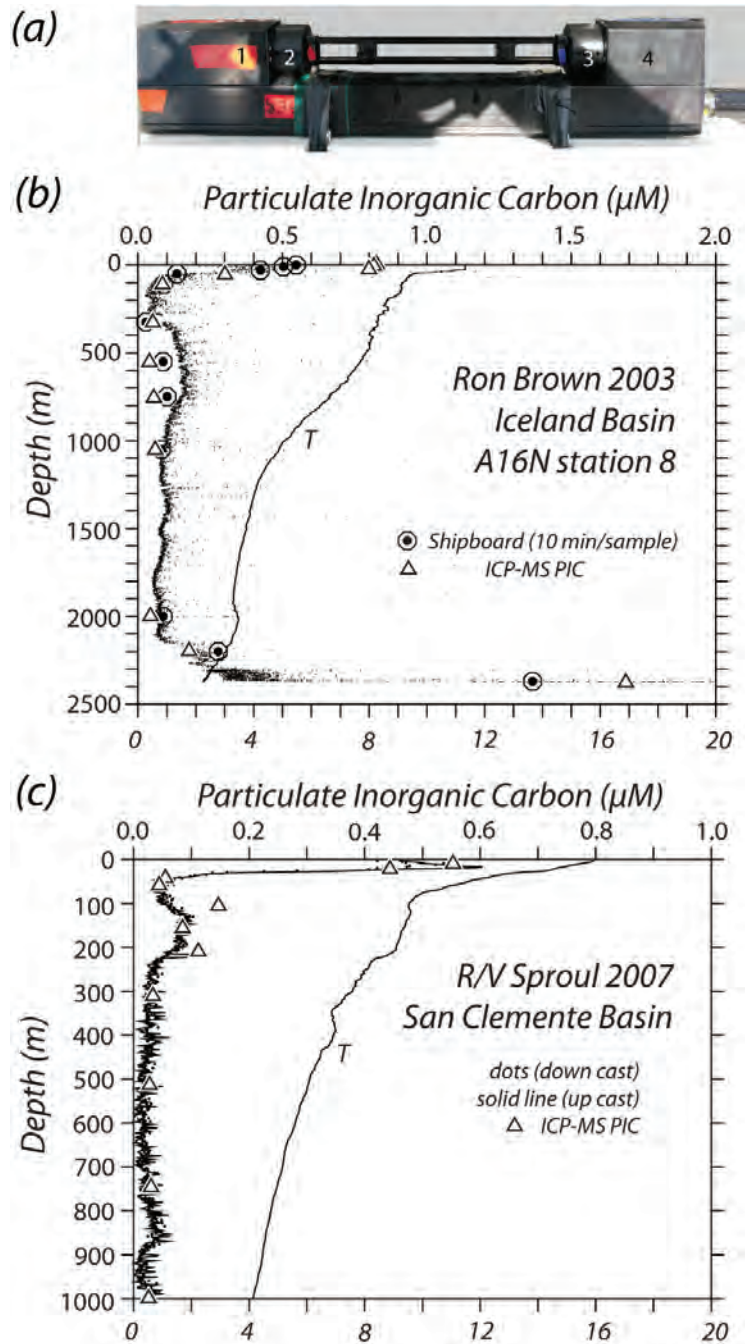 (a)
1 2 3 4
(b)
Particulate Inorganic Carbon (μM)
0.0 0.5 1.0 1.5 2.0
0
500
1000
1500
2000
2500
Depth (m)
T
Ron Brown 2003
Iceland Basin
A16N station 8
Shipboard (10 min/sample)
ICP-MS PIC
0 4 8 12 16 20
(c)
Particulate Inorganic Carbon (μM)
0.0 0.2 0.4 0.6 0.8 1.0
0
100
200
300
400
500
600
700
800
900
1000
Depth (m)
T
R/V Sproul 2007
San Clemente Basin
dots (down cast)
solid line (up cast)
ICP-MS PIC
0 4 8 12 16 20